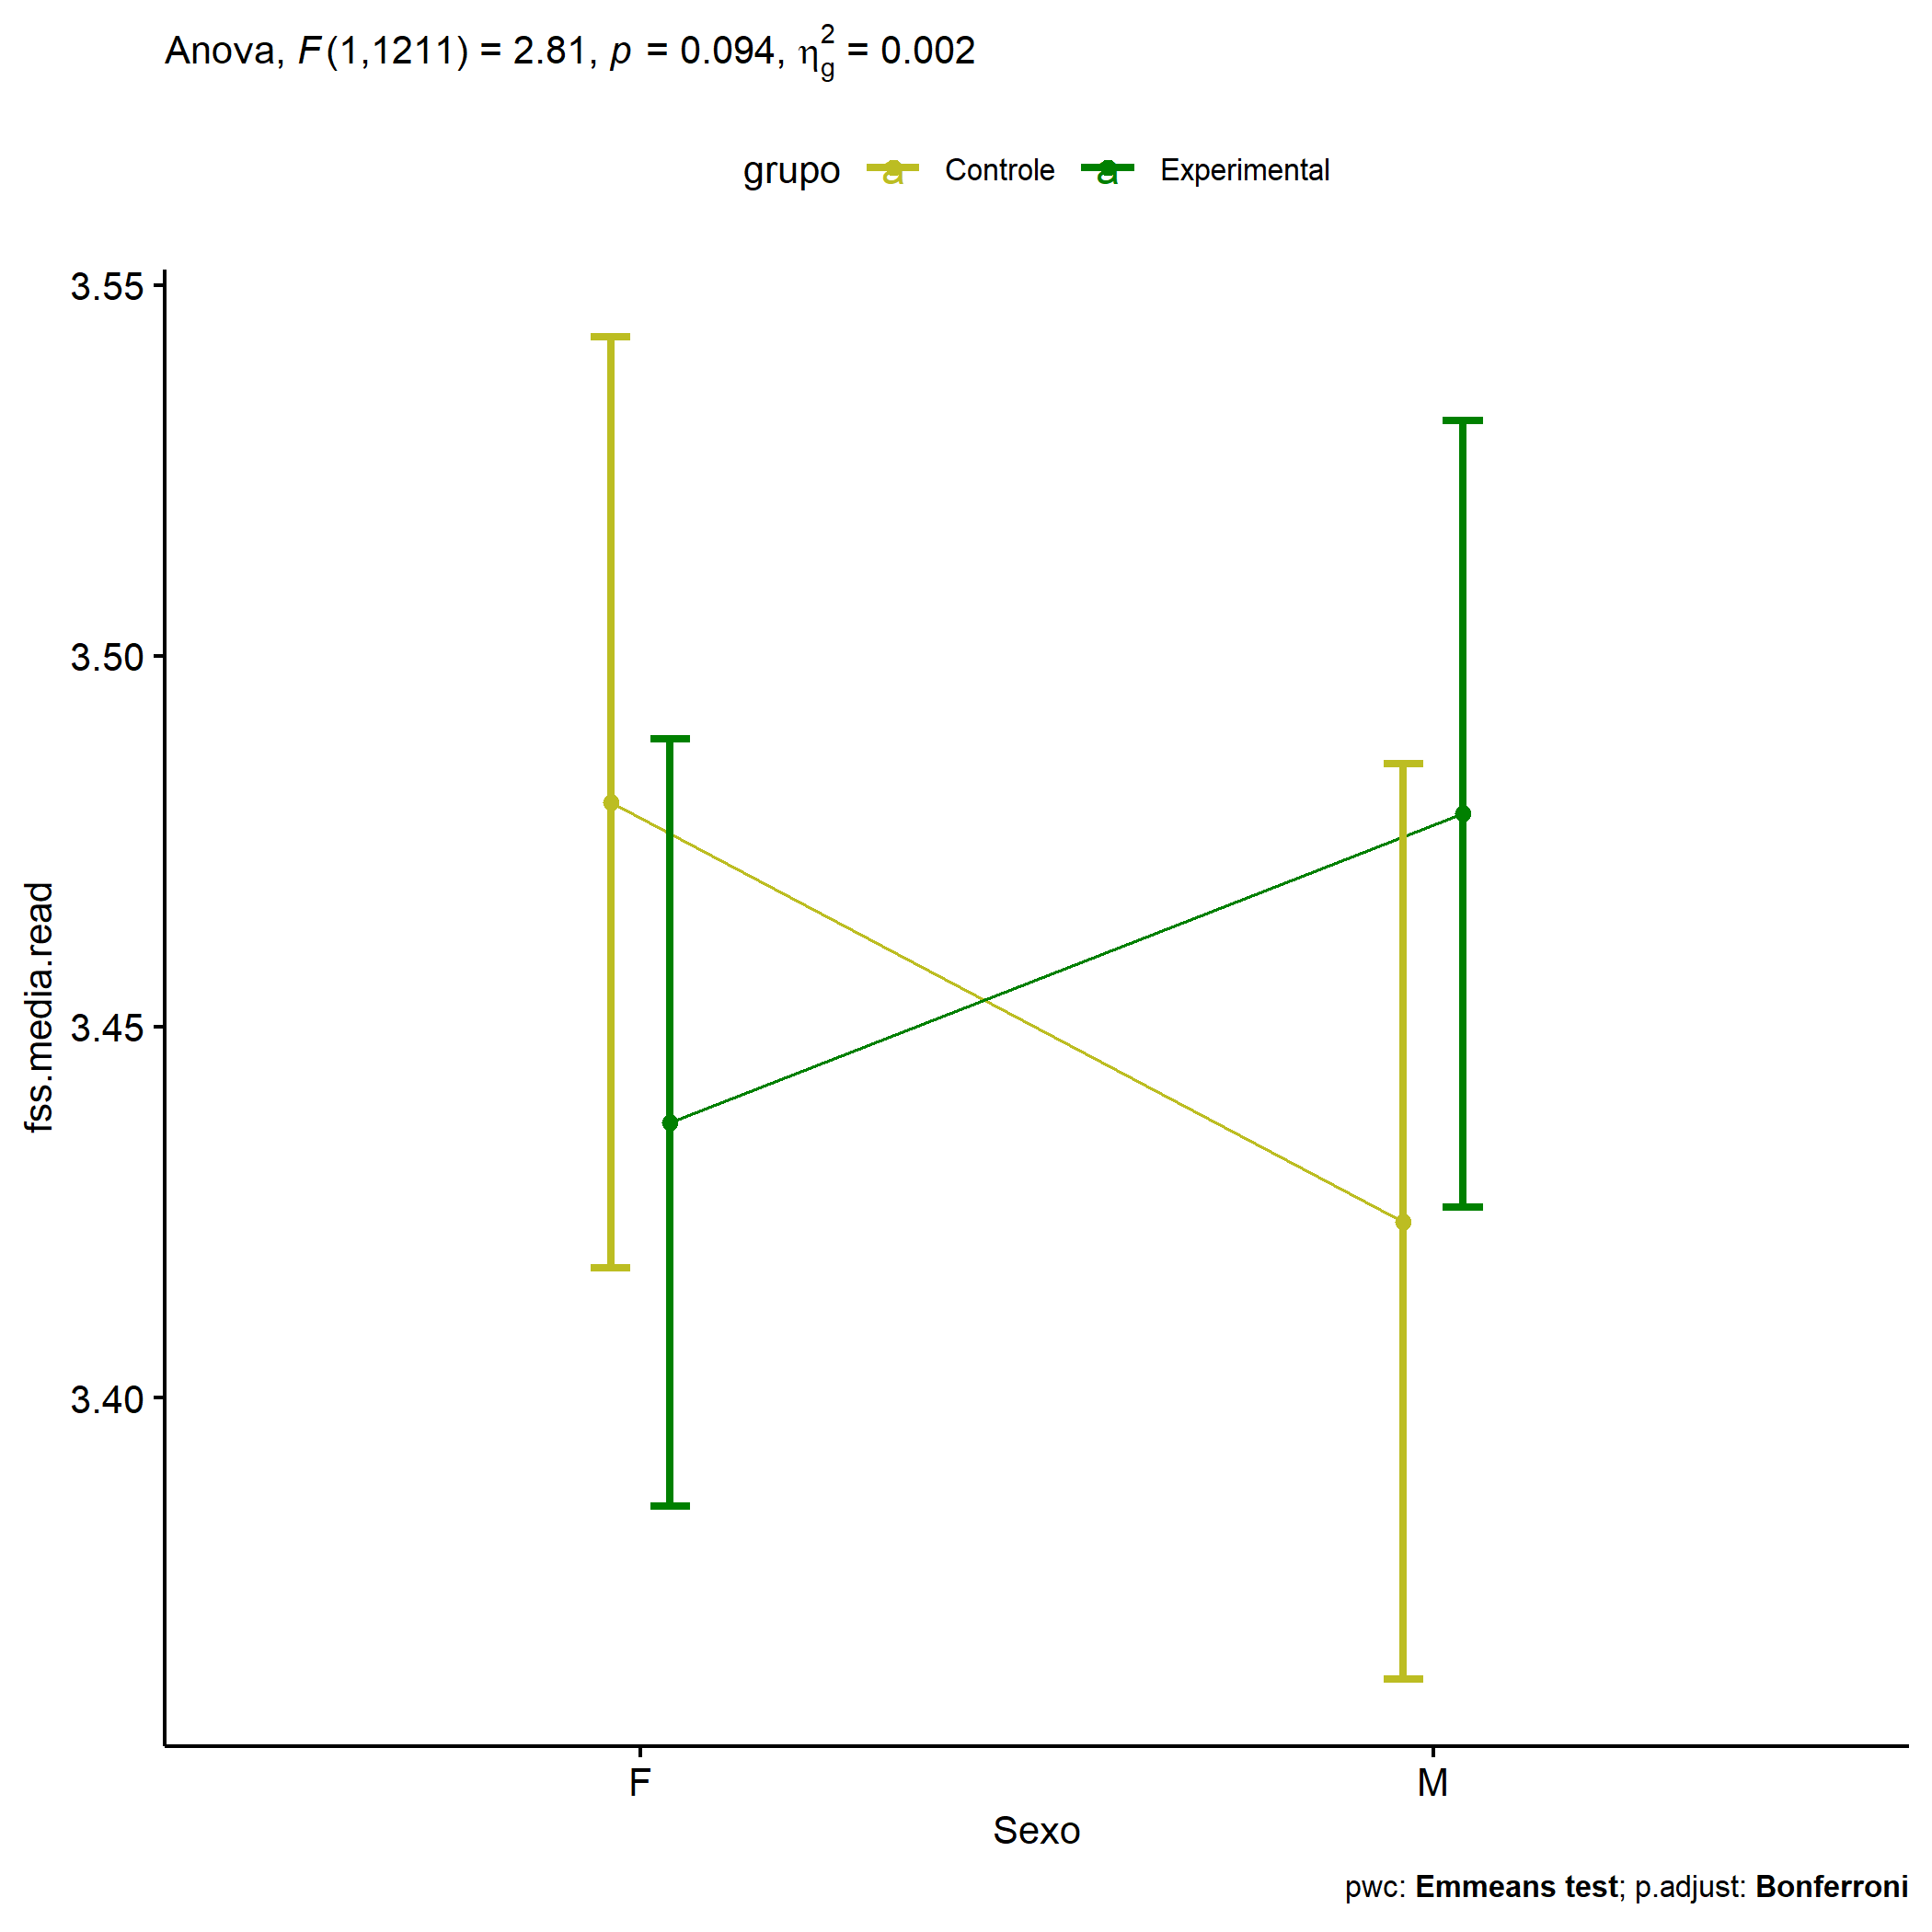 Anova, F(1,1211) = 2.81, p = 0.094, η²g = 0.002
grupo a Controle a Experimental
3.55
3.50
3.45
3.40
fss.media.read
F M
Sexo
pwc: Emmeans test; p.adjust: Bonferroni